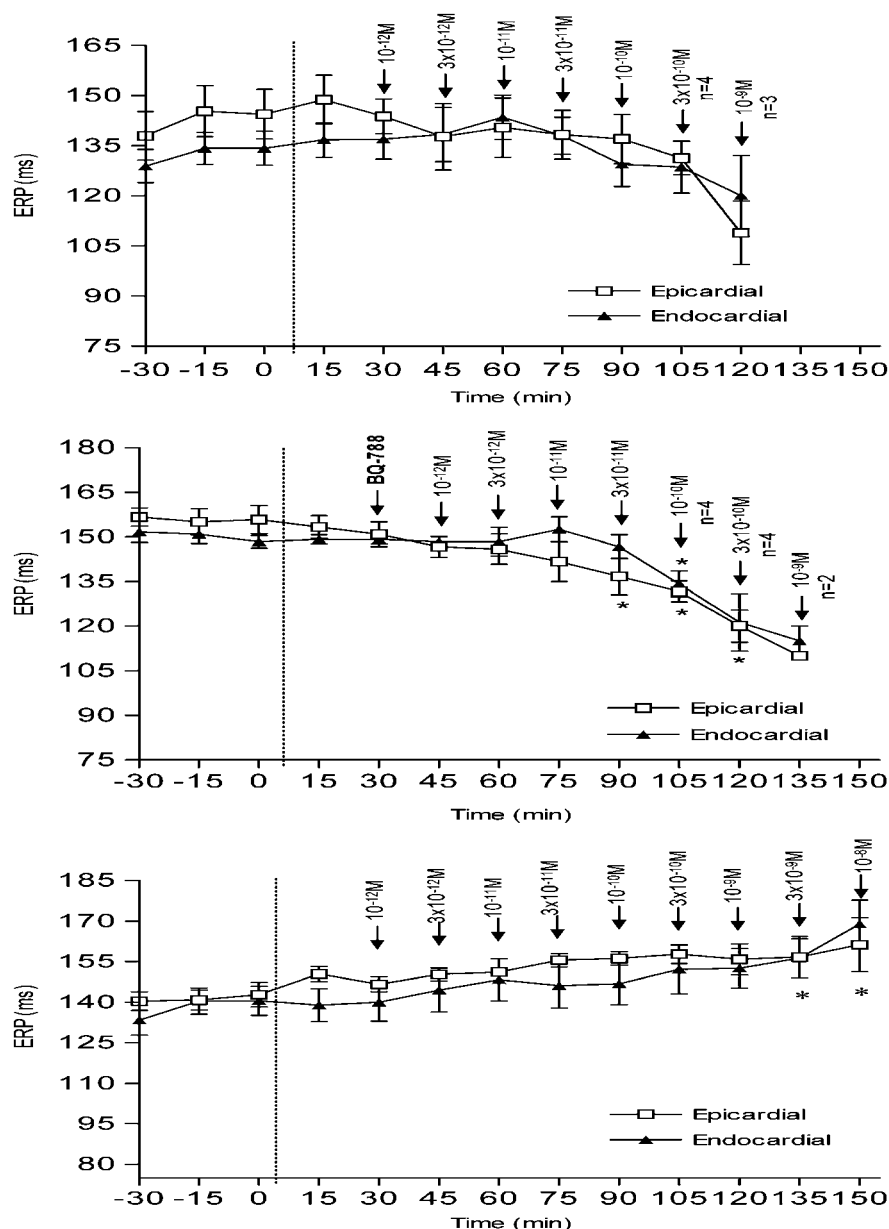 165
150
135
120
105
90
75
ERP (ms)
10-12M
3x10-12M
10-11M
3x10-11M
10-10M
3x10-10M
n=4
10-9M
n=3
Epicardial
Endocardial
-30 -15 0 15 30 45 60 75 90 105 120 135 150
Time (min)
180
165
150
135
120
105
90
75
ERP (ms)
BQ-788
10-12M
3x10-12M
10-11M
3x10-11M
10-10M
n=4
3x10-10M
n=4
10-9M
n=2
*
*
*
*
Epicardial
Endocardial
-30 -15 0 15 30 45 60 75 90 105 120 135 150
Time (min)
185
170
155
140
125
110
95
80
ERP (ms)
10-12M
3x10-12M
10-11M
3x10-11M
10-10M
3x10-10M
10-9M
3x10-9M
10-8M
*
*
Epicardial
Endocardial
-30 -15 0 15 30 45 60 75 90 105 120 135 150
Time (min)